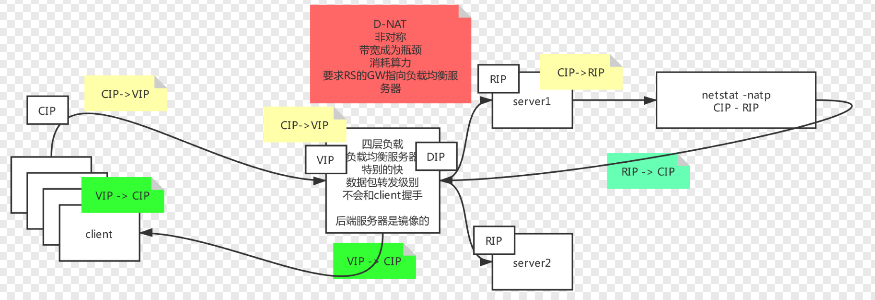 D-NAT
非对称
带宽成为瓶颈
消耗算力
要求RS的GW指向负载均衡服
务器
CIP
CIP->VIP
CIP->VIP
RIP
CIP->RIP
server1
netstat -natp
CIP - RIP
VIP
DIP
四层负载
负载均衡服务器
特别的快
数据包转发级别
不会和client握手
后端服务器是镜像的
RIP -> CIP
VIP -> CIP
client
VIP -> CIP
RIP
server2